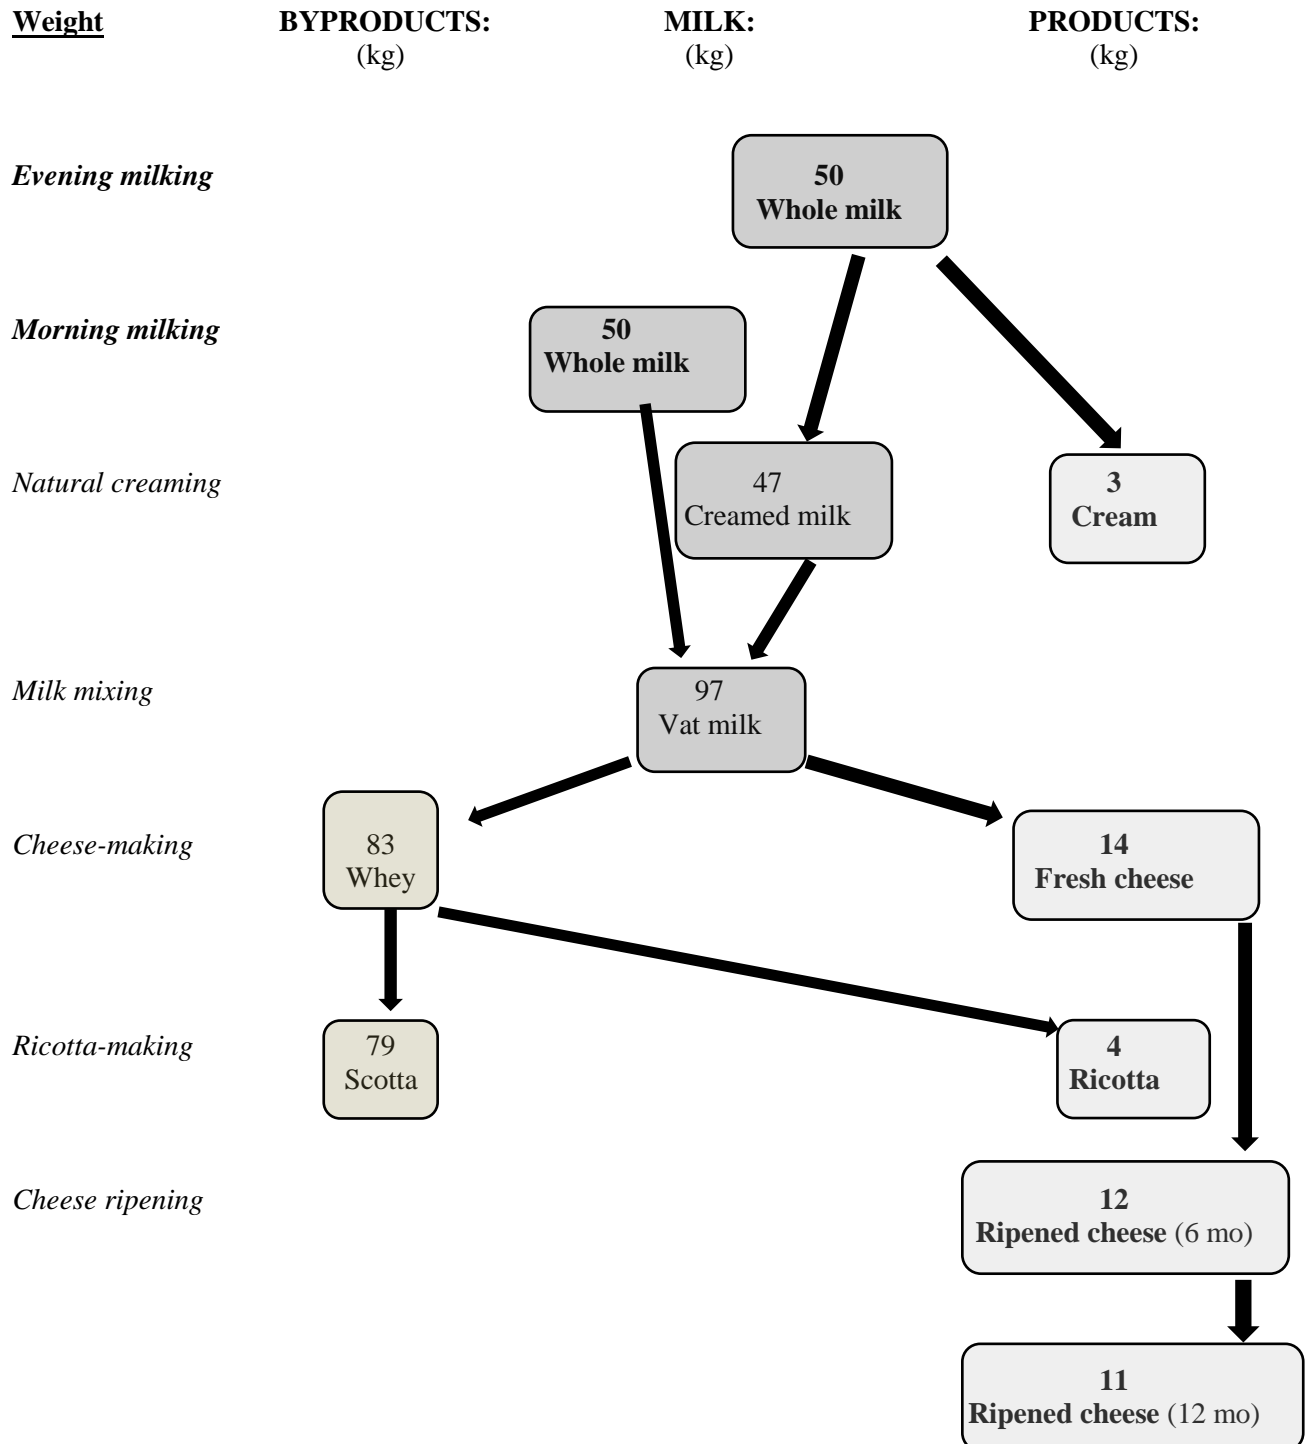 Weight BYPRODUCTS: MILK: PRODUCTS:
(kg) (kg) (kg)
Evening milking
50
Whole milk
Morning milking
50
Whole milk
Natural creaming
47
Creamed milk
3
Cream
Milk mixing
97
Vat milk
Cheese-making
83
Whey
14
Fresh cheese
Ricotta-making
79
Scotta
4
Ricotta
Cheese ripening
12
Ripened cheese (6 mo)
11
Ripened cheese (12 mo)